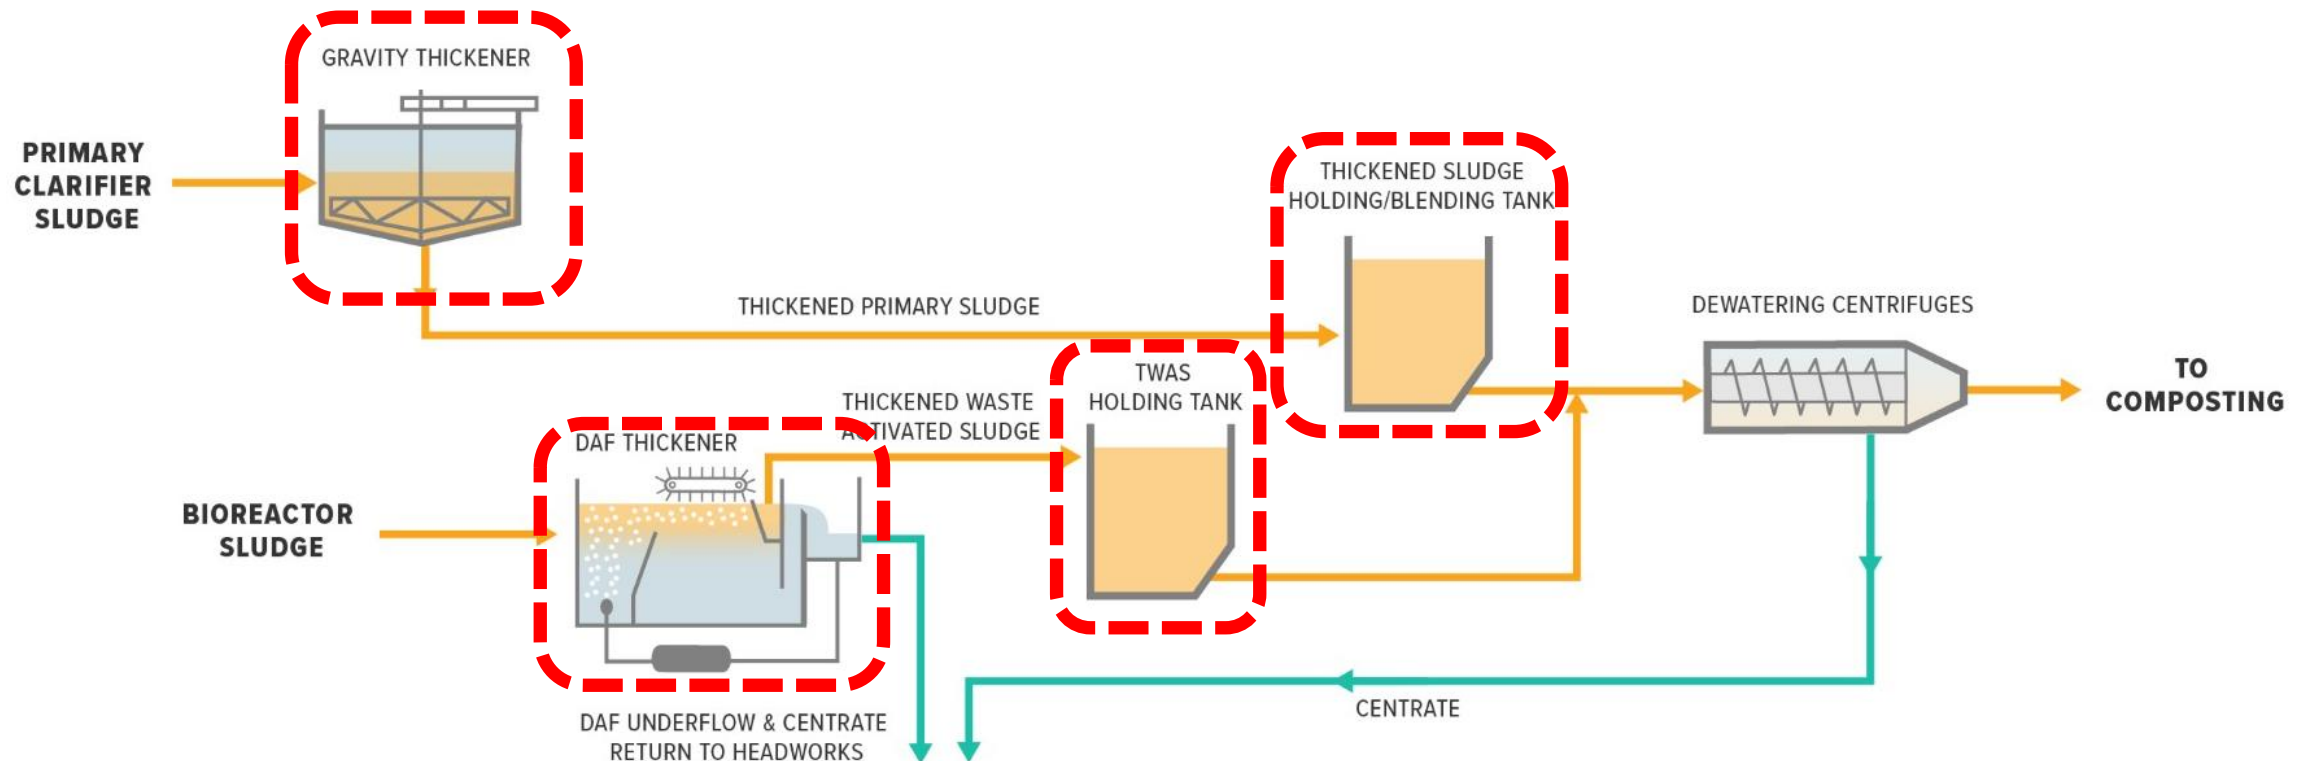 GRAVITY THICKENER
PRIMARY
CLARIFIER
SLUDGE
THICKENED SLUDGE
HOLDING/BLENDING TANK
THICKENED PRIMARY SLUDGE
DEWATERING CENTRIFUGES
TO
COMPOSTING
TWAS
HOLDING TANK
THICKENED WASTE
ACTIVATED SLUDGE
DAF THICKENER
BIOREACTOR
SLUDGE
CENTRATE
DAF UNDERFLOW & CENTRATE
RETURN TO HEADWORKS